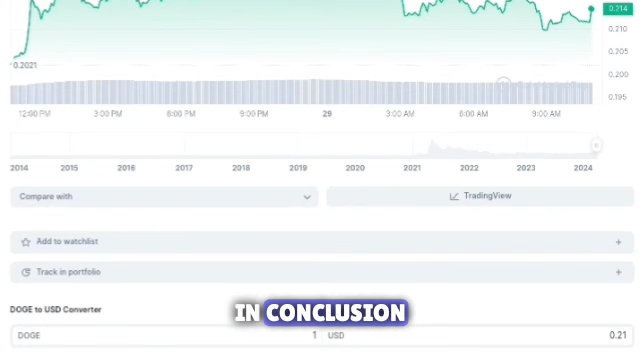 0.214
0.210
0.205
0.2021
0.200
0.195
12:00 PM 3:00 PM 6:00 PM 9:00 PM 29 3:00 AM 6:00 AM 9:00 AM
2014 2015 2016 2017 2018 2019 2020 2021 2022 2023 2024
Compare with
TradingView
Add to watchlist +
Track in portfolio +
DOGE to USD Converter
IN CONCLUSION
DOGE 1 USD 0.21